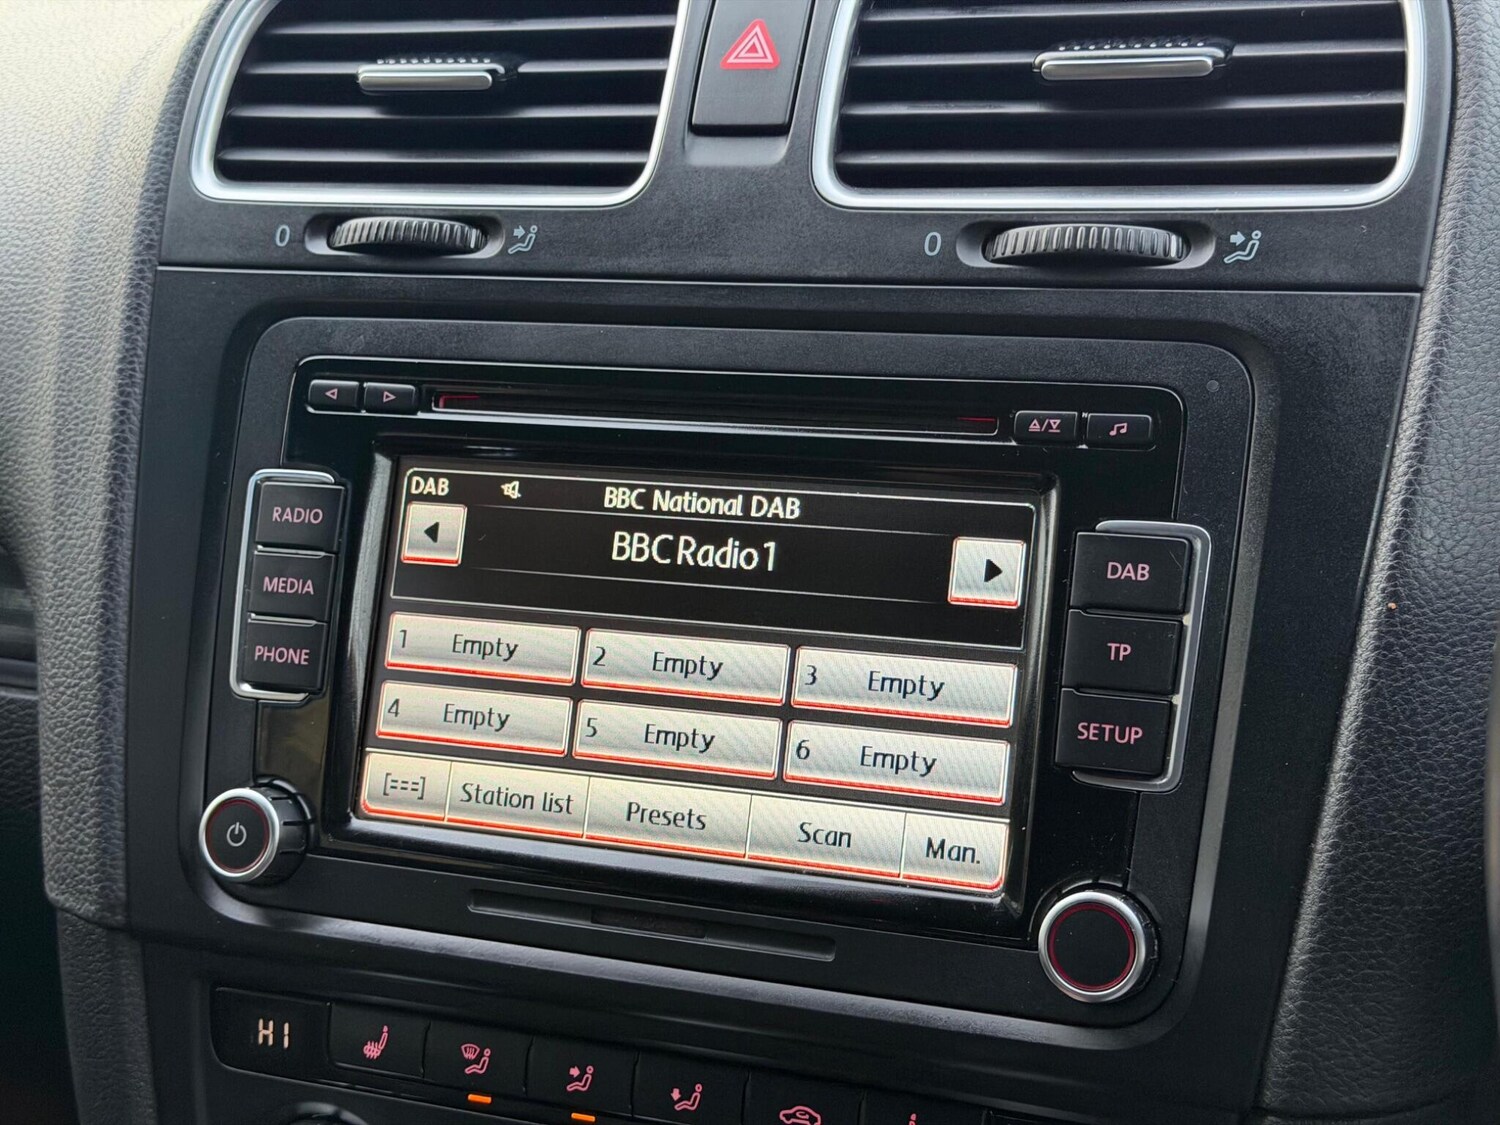 0
0
RADIO
MEDIA
PHONE
DAB
BBC National DAB
BBC Radio 1
1 Empty
2 Empty
3 Empty
4 Empty
5 Empty
6 Empty
[===]
Station list
Presets
Scan
Man.
DAB
TP
SETUP
HI